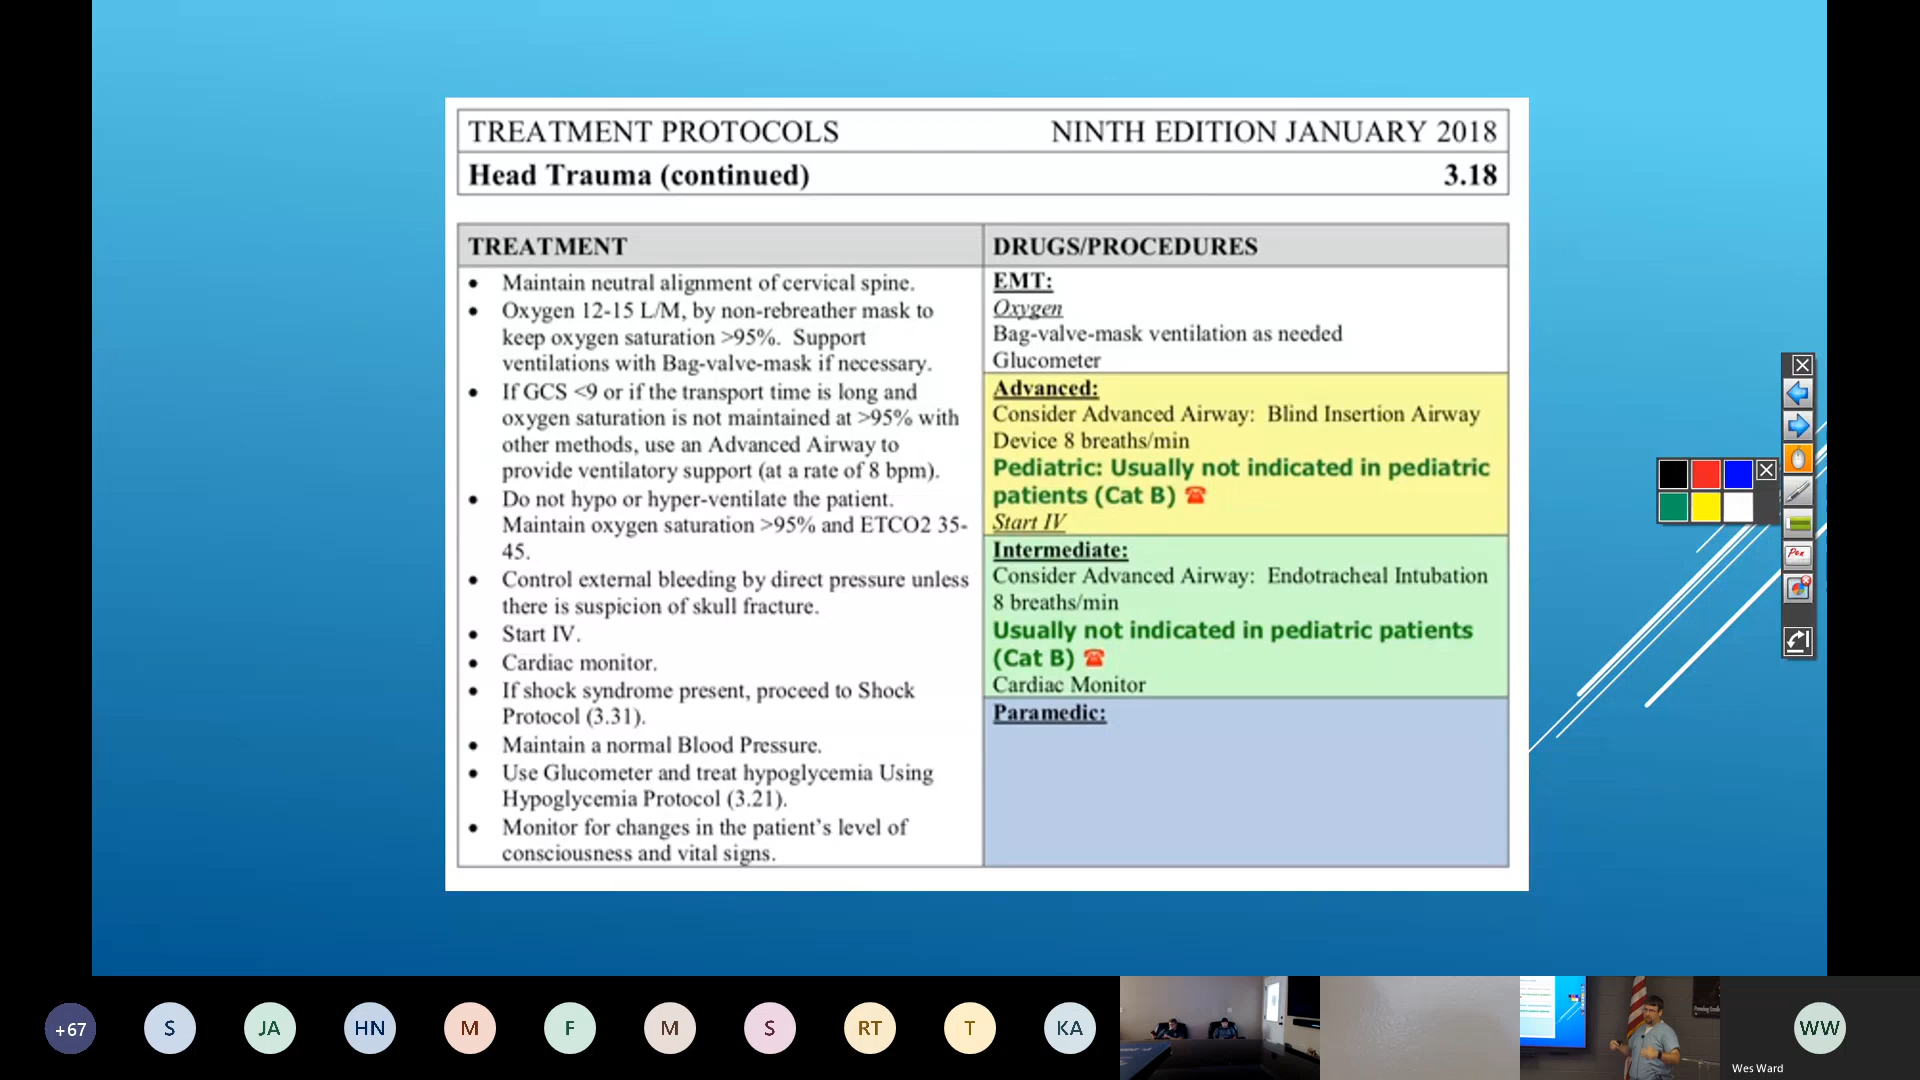 TREATMENT PROTOCOLS NINTH EDITION JANUARY 2018
Head Trauma (continued) 3.18
TREATMENT
• Maintain neutral alignment of cervical spine.
• Oxygen 12-15 L/M, by non-rebreather mask to
keep oxygen saturation >95%. Support
ventilations with Bag-valve-mask if necessary.
• If GCS <9 or if the transport time is long and
oxygen saturation is not maintained at >95% with
other methods, use an Advanced Airway to
provide ventilatory support (at a rate of 8 bpm).
• Do not hypo or hyper-ventilate the patient.
Maintain oxygen saturation >95% and ETCO2 35-
45.
• Control external bleeding by direct pressure unless
there is suspicion of skull fracture.
• Start IV.
• Cardiac monitor.
• If shock syndrome present, proceed to Shock
Protocol (3.31).
• Maintain a normal Blood Pressure.
• Use Glucometer and treat hypoglycemia Using
Hypoglycemia Protocol (3.21).
• Monitor for changes in the patient's level of
consciousness and vital signs.
DRUGS/PROCEDURES
EMT:
Oxygen
Bag-valve-mask ventilation as needed
Glucometer
Advanced:
Consider Advanced Airway: Blind Insertion Airway
Device 8 breaths/min
Pediatric: Usually not indicated in pediatric
patients (Cat B) ☎
Start IV
Intermediate:
Consider Advanced Airway: Endotracheal Intubation
8 breaths/min
Usually not indicated in pediatric patients
(Cat B) ☎
Cardiac Monitor
Paramedic:
Pen
+67 S JA HN M F M S RT T KA WW
Wes Ward